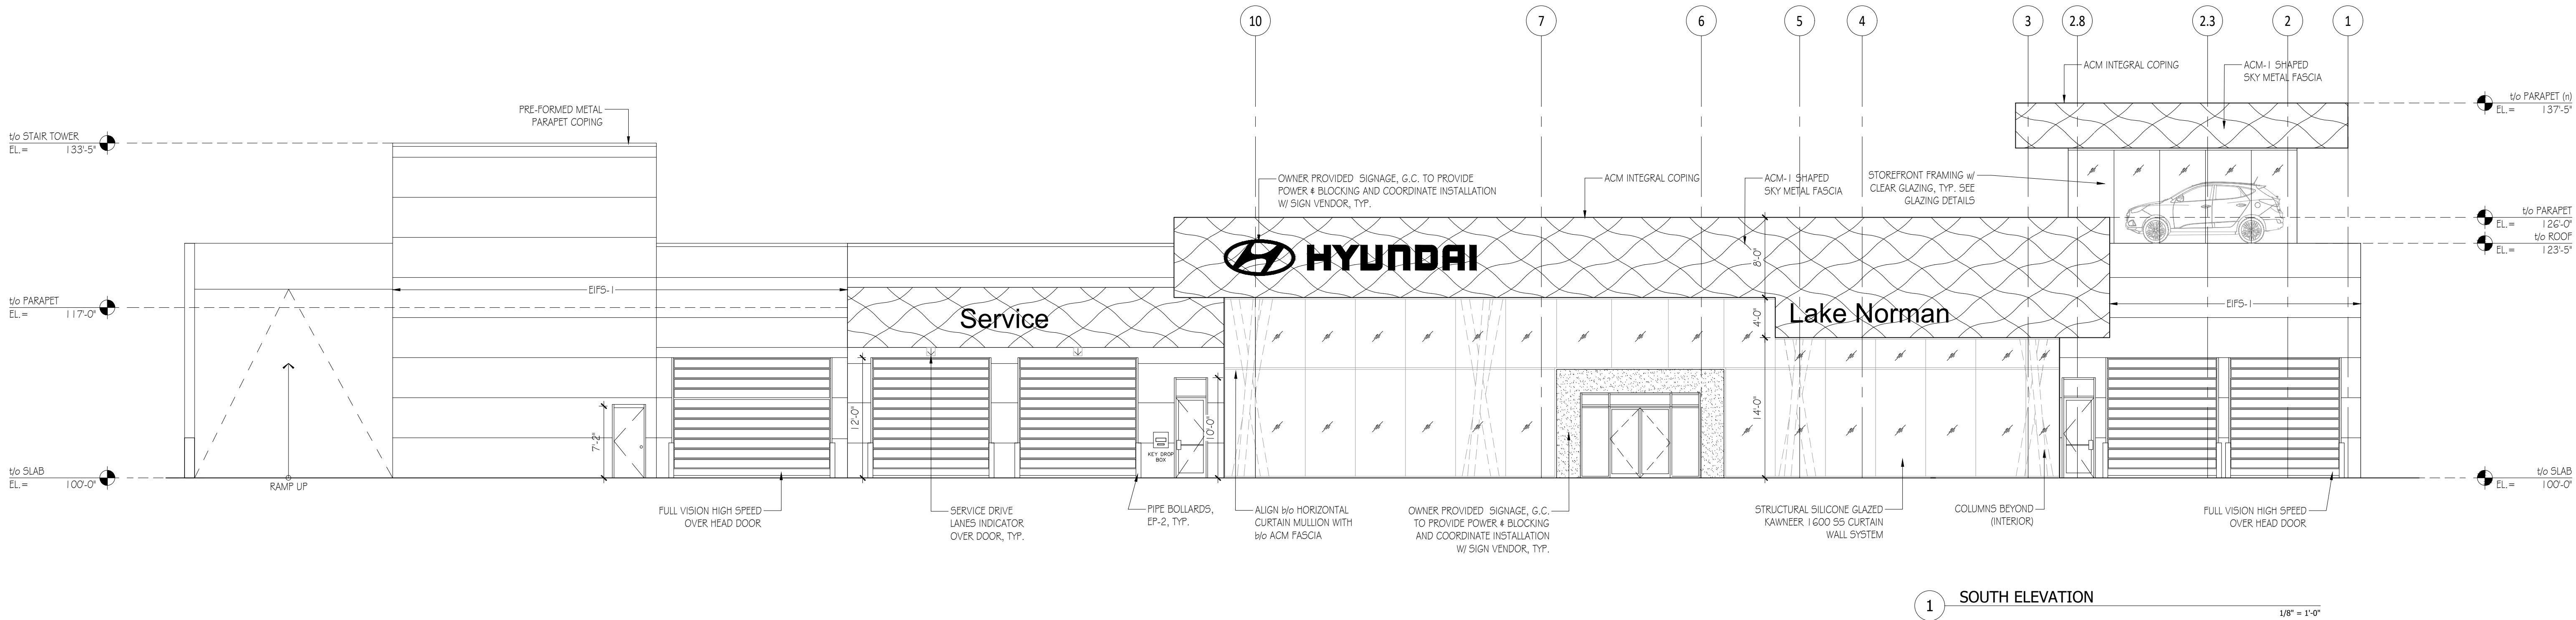 10
7
6
5
4
3
2.8
2.3
2
1
ACM INTEGRAL COPING
ACM-1 SHAPED
SKY METAL FASCIA
t/o PARAPET (n)
EL.= 137'-5"
PRE-FORMED METAL
PARAPET COPING
t/o STAIR TOWER
EL.= 133'-5"
OWNER PROVIDED SIGNAGE, G.C. TO PROVIDE
POWER & BLOCKING AND COORDINATE INSTALLATION
W/ SIGN VENDOR, TYP.
ACM INTEGRAL COPING
ACM-1 SHAPED
SKY METAL FASCIA
STOREFRONT FRAMING w/
CLEAR GLAZING, TYP. SEE
GLAZING DETAILS
t/o PARAPET
EL.= 126'-0"
t/o ROOF
EL.= 123'-5"
HYUNDAI
8'-0"
EIFS-1
EIFS-1
t/o PARAPET
EL.= 117'-0"
Service
4'-0"
Lake Norman
7'-2"
12'-0"
KEY DROP
BOX
10'-0"
14'-0"
t/o SLAB
EL.= 100'-0"
RAMP UP
t/o SLAB
EL.= 100'-0"
FULL VISION HIGH SPEED
OVER HEAD DOOR
SERVICE DRIVE
LANES INDICATOR
OVER DOOR, TYP.
PIPE BOLLARDS,
EP-2, TYP.
ALIGN b/o HORIZONTAL
CURTAIN MULLION WITH
b/o ACM FASCIA
OWNER PROVIDED SIGNAGE, G.C.
TO PROVIDE POWER & BLOCKING
AND COORDINATE INSTALLATION
W/ SIGN VENDOR, TYP.
STRUCTURAL SILICONE GLAZED
KAWNEER 1600 SS CURTAIN
WALL SYSTEM
COLUMNS BEYOND
(INTERIOR)
FULL VISION HIGH SPEED
OVER HEAD DOOR
1
SOUTH ELEVATION
1/8" = 1'-0"